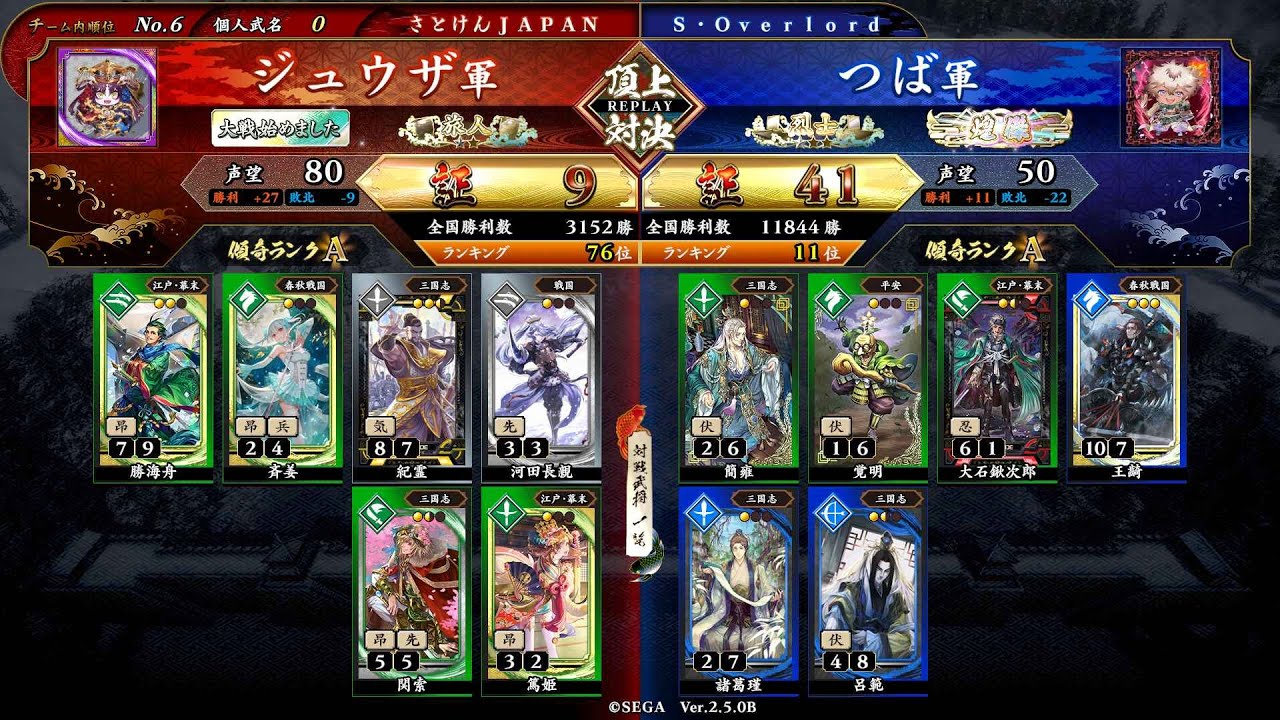 チーム内順位 No.6 個人武名 0 さとけんJAPAN S・Overlord
ジュウザ軍
頂上
REPLAY
対決
つば軍
大戦始めました 旅人 烈士
声望 80
勝利 +27 敗北 -9
証 9
証 41
声望 50
勝利 +11 敗北 -22
全国勝利数 3152勝
全国勝利数 11844勝
傾奇ランクA
ランキング 76位
ランキング 11位
傾奇ランクA
江戸・幕末 春秋戦国 三国志 戦国 三国志 平安 江戸・幕末 春秋戦国
昂 昂 兵 気 先 伏 伏 忍
7 9 2 4 8 7 3 3 2 6 1 6 6 1 10 7
勝海舟 斉姜 紀霊 河田長親 簡雍 覚明 大石鍬次郎 王翦
対戦武将一覧
三国志 江戸・幕末 三国志 三国志
昂 先 昂 伏
5 5 3 2 2 7 4 8
関索 篤姫 諸葛瑾 呂範
©SEGA Ver.2.5.0B